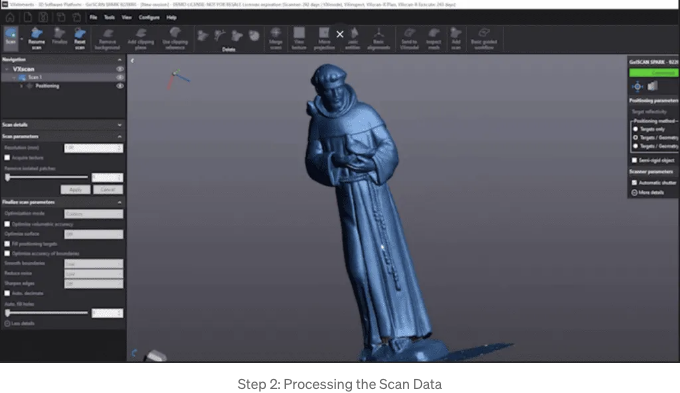 File Tools View Configure Help
Scan
Resume scan
Finalize
Reset scan
Remove background
Add clipping plane
Use clipping reference
Delete
Merge scans
View texture
Move projection
Basic entities
Basic alignments
Send to VXmodel
Inspect mesh
Add scan
Basic guided workflow
Navigation
VXscan
Scan 1
Positioning
Scan details
Scan parameters
Resolution (mm)
Acquire texture
Remove isolated patches
Apply Cancel
Finalize scan parameters
Optimization mode
Optimize volumetric accuracy
Optimize surface Off
Fill positioning targets
Optimize accuracy of boundaries
Smooth boundaries
Reduce noise
Sharpen edges Off
Auto. decimate
Auto. fill holes
Less details
Go!SCAN SPARK
Positioning parameters
Target reflectivity
Positioning method
Targets only
Targets / Geometry
Targets / Geometry
Semi-rigid object
Scanner parameters
Automatic shutter
More details
Step 2: Processing the Scan Data